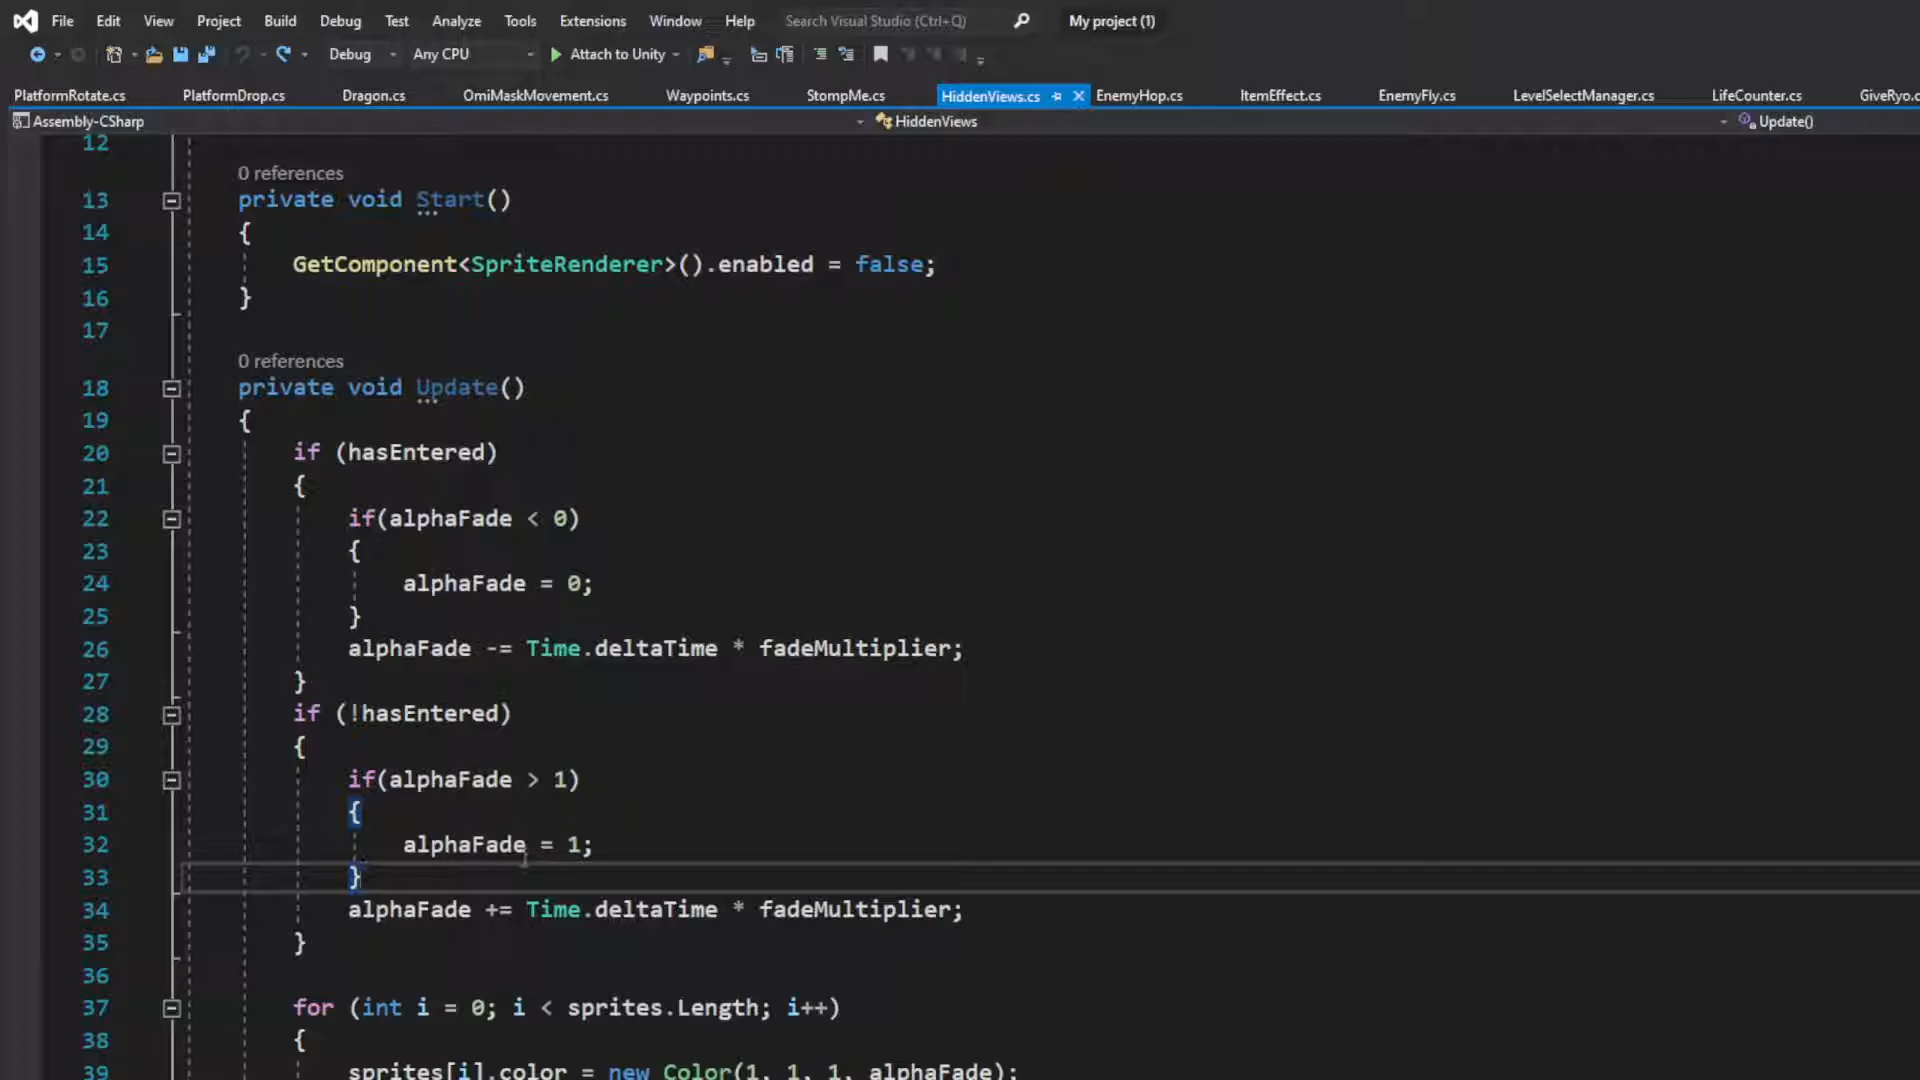 File Edit View Project Build Debug Test Analyze Tools Extensions Window Help Search Visual Studio (Ctrl+Q) My project (1)
Debug Any CPU Attach to Unity
PlatformRotate.cs PlatformDrop.cs Dragon.cs OmiMaskMovement.cs Waypoints.cs StompMe.cs HiddenViews.cs EnemyHop.cs ItemEffect.cs EnemyFly.cs LevelSelectManager.cs LifeCounter.cs GiveRyo.c
Assembly-CSharp HiddenViews Update()
12
0 references
13 private void Start()
14 {
15 GetComponent<SpriteRenderer>().enabled = false;
16 }
17
0 references
18 private void Update()
19 {
20 if (hasEntered)
21 {
22 if(alphaFade < 0)
23 {
24 alphaFade = 0;
25 }
26 alphaFade -= Time.deltaTime * fadeMultiplier;
27 }
28 if (!hasEntered)
29 {
30 if(alphaFade > 1)
31 {
32 alphaFade = 1;
33 }
34 alphaFade += Time.deltaTime * fadeMultiplier;
35 }
36
37 for (int i = 0; i < sprites.Length; i++)
38 {
39 sprites[i].color = new Color(1, 1, 1, alphaFade);